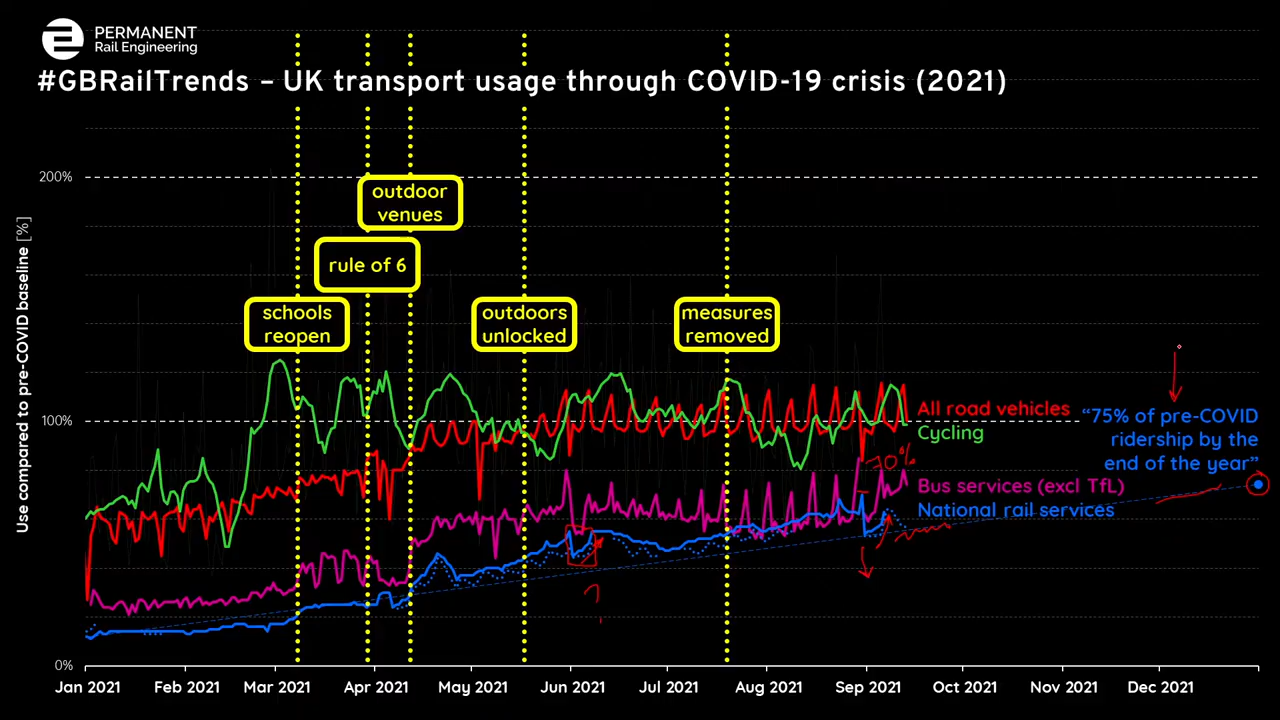 PERMANENT
Rail Engineering
#GBRailTrends – UK transport usage through COVID-19 crisis (2021)
200%
outdoor
venues
rule of 6
schools
reopen
outdoors
unlocked
measures
removed
Use compared to pre-COVID baseline [%]
100%
All road vehicles
Cycling
"75% of pre-COVID
ridership by the
end of the year"
70%
Bus services (excl TfL)
National rail services
0%
Jan 2021 Feb 2021 Mar 2021 Apr 2021 May 2021 Jun 2021 Jul 2021 Aug 2021 Sep 2021 Oct 2021 Nov 2021 Dec 2021